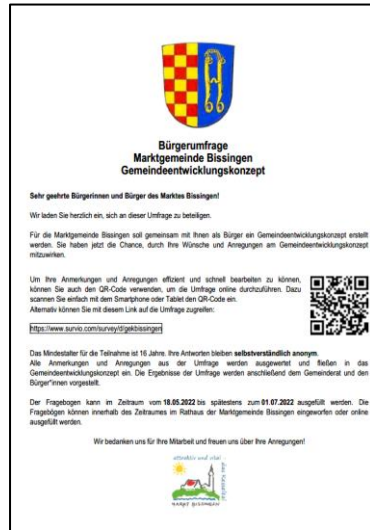 Bürgerumfrage
Marktgemeinde Bissingen
Gemeindeentwicklungskonzept
Sehr geehrte Bürgerinnen und Bürger des Marktes Bissingen!
Wir laden Sie herzlich ein, sich an dieser Umfrage zu beteiligen.
Für die Marktgemeinde Bissingen soll gemeinsam mit Ihnen als Bürger ein Gemeindeentwicklungskonzept erstellt
werden. Sie haben jetzt die Chance, durch Ihre Wünsche und Anregungen am Gemeindeentwicklungskonzept
mitzuwirken.
Um Ihre Anmerkungen und Anregungen effizient und schnell bearbeiten zu können,
können Sie auch den QR-Code verwenden, um die Umfrage online durchzuführen. Dazu
scannen Sie einfach mit dem Smartphone oder Tablet den QR-Code ein.
Alternativ können Sie mit diesem Link auf die Umfrage zugreifen:
https://www.survio.com/survey/d/gekbissingen
Das Mindestalter für die Teilnahme ist 16 Jahre. Ihre Antworten bleiben selbstverständlich anonym.
Alle Anmerkungen und Anregungen aus der Umfrage werden ausgewertet und fließen in das
Gemeindeentwicklungskonzept ein. Die Ergebnisse der Umfrage werden anschließend dem Gemeinderat und den
Bürger*innen vorgestellt.
Der Fragebogen kann im Zeitraum vom 18.05.2022 bis spätestens zum 01.07.2022 ausgefüllt werden. Die
Fragebögen können innerhalb des Zeitraumes im Rathaus der Marktgemeinde Bissingen eingeworfen oder online
ausgefüllt werden.
Wir bedanken uns für Ihre Mitarbeit und freuen uns über Ihre Anregungen!
attraktiv und vital - das Kesseltal
MARKT BISSINGEN